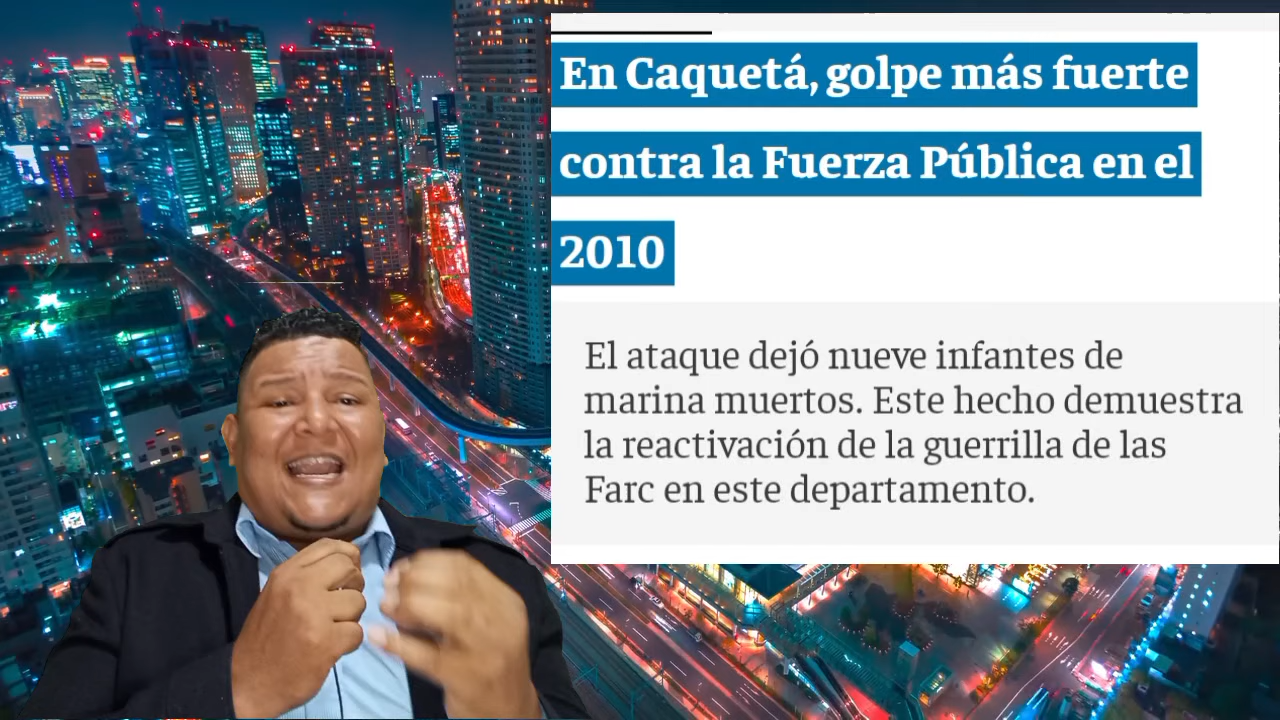 En Caquetá, golpe más fuerte
contra la Fuerza Pública en el
2010
El ataque dejó nueve infantes de
marina muertos. Este hecho demuestra
la reactivación de la guerrilla de las
Farc en este departamento.